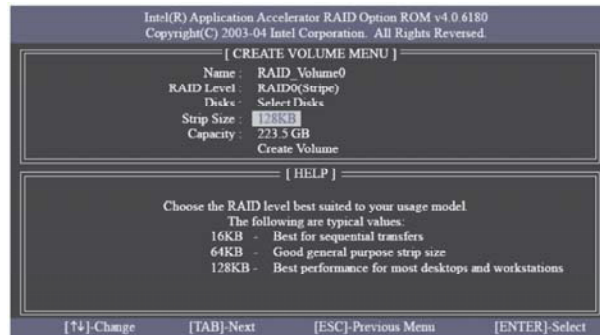 Intel(R) Application Accelerator RAID Option ROM v4.0.6180
Copyright(C) 2003-04 Intel Corporation. All Rights Reversed.
[ CREATE VOLUME MENU ]
Name : RAID_Volume0
RAID Level : RAID0(Stripe)
Disks : Select Disks
Strip Size : 128KB
Capacity : 223.5 GB
Create Volume
[ HELP ]
Choose the RAID level best suited to your usage model
The following are typical values:
16KB - Best for sequential transfers
64KB - Good general purpose strip size
128KB - Best performance for most desktops and workstations
[↑↓]-Change [TAB]-Next [ESC]-Previous Menu [ENTER]-Select